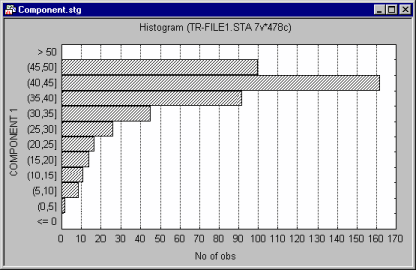 Component.stg
Histogram (TR-FILE1.STA 7v*478c)
> 50
(45,50]
(40,45]
(35,40]
(30,35]
(25,30]
(20,25]
(15,20]
(10,15]
(5,10]
(0,5]
<= 0
COMPONENT 1
0 10 20 30 40 50 60 70 80 90 100 110 120 130 140 150 160 170
No of obs